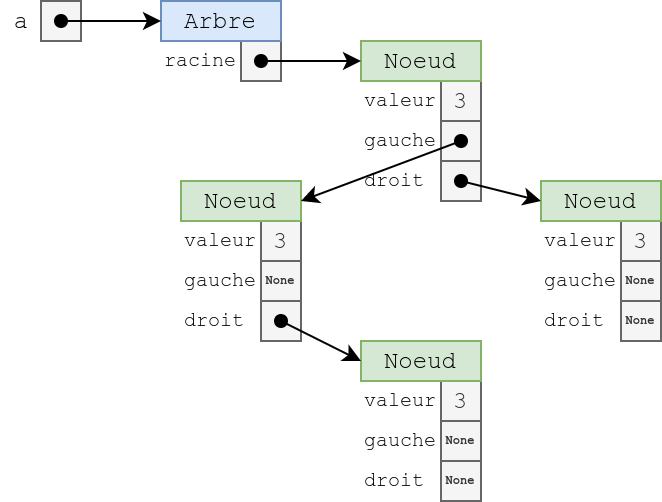 a Arbre
racine
Noeud
valeur 3
gauche
droit
Noeud
valeur 3
gauche None
droit
Noeud
valeur 3
gauche None
droit None
Noeud
valeur 3
gauche None
droit None